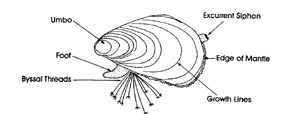 Umbo
Excurrent Siphon
Foot
Edge of Mantle
Byssal Threads
Growth Lines